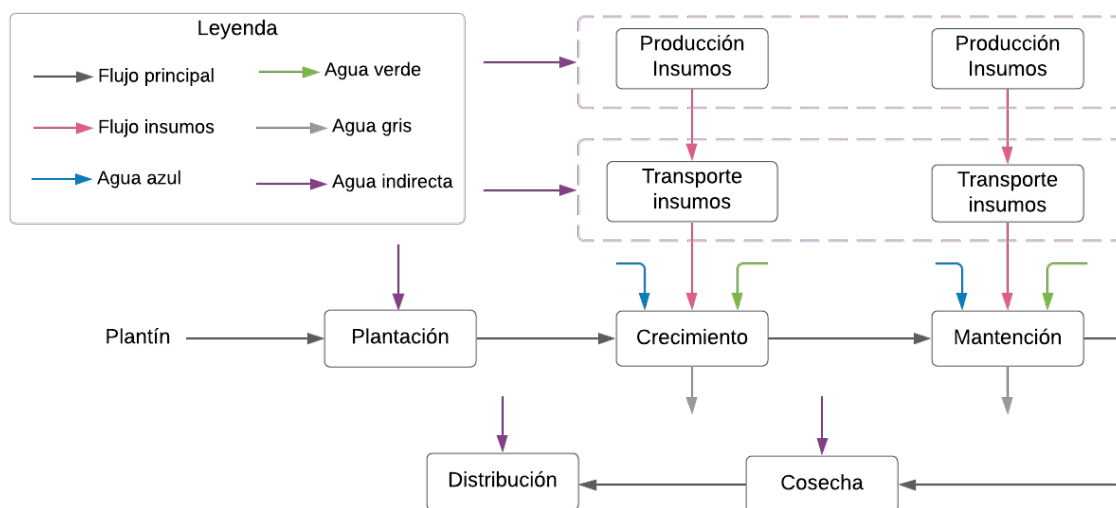 Leyenda
Flujo principal
Agua verde
Flujo insumos
Agua gris
Agua azul
Agua indirecta
Producción
Insumos
Producción
Insumos
Transporte
insumos
Transporte
insumos
Plantín
Plantación
Crecimiento
Mantención
Distribución
Cosecha